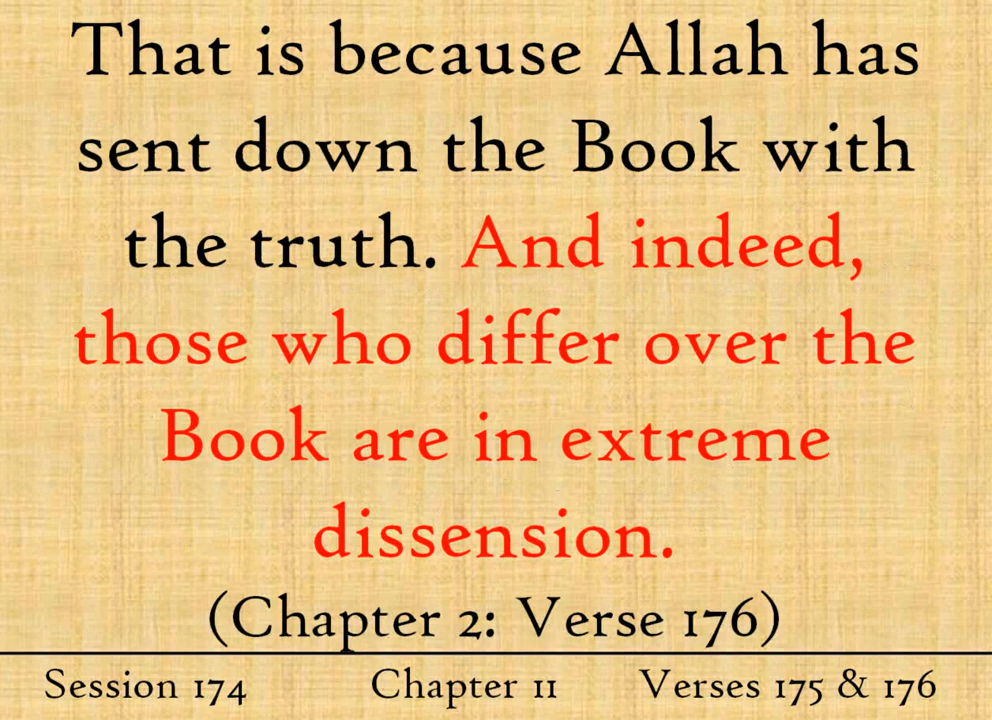 That is because Allah has
sent down the Book with
the truth. And indeed,
those who differ over the
Book are in extreme
dissension.
(Chapter 2: Verse 176)
Session 174 Chapter 11 Verses 175 & 176